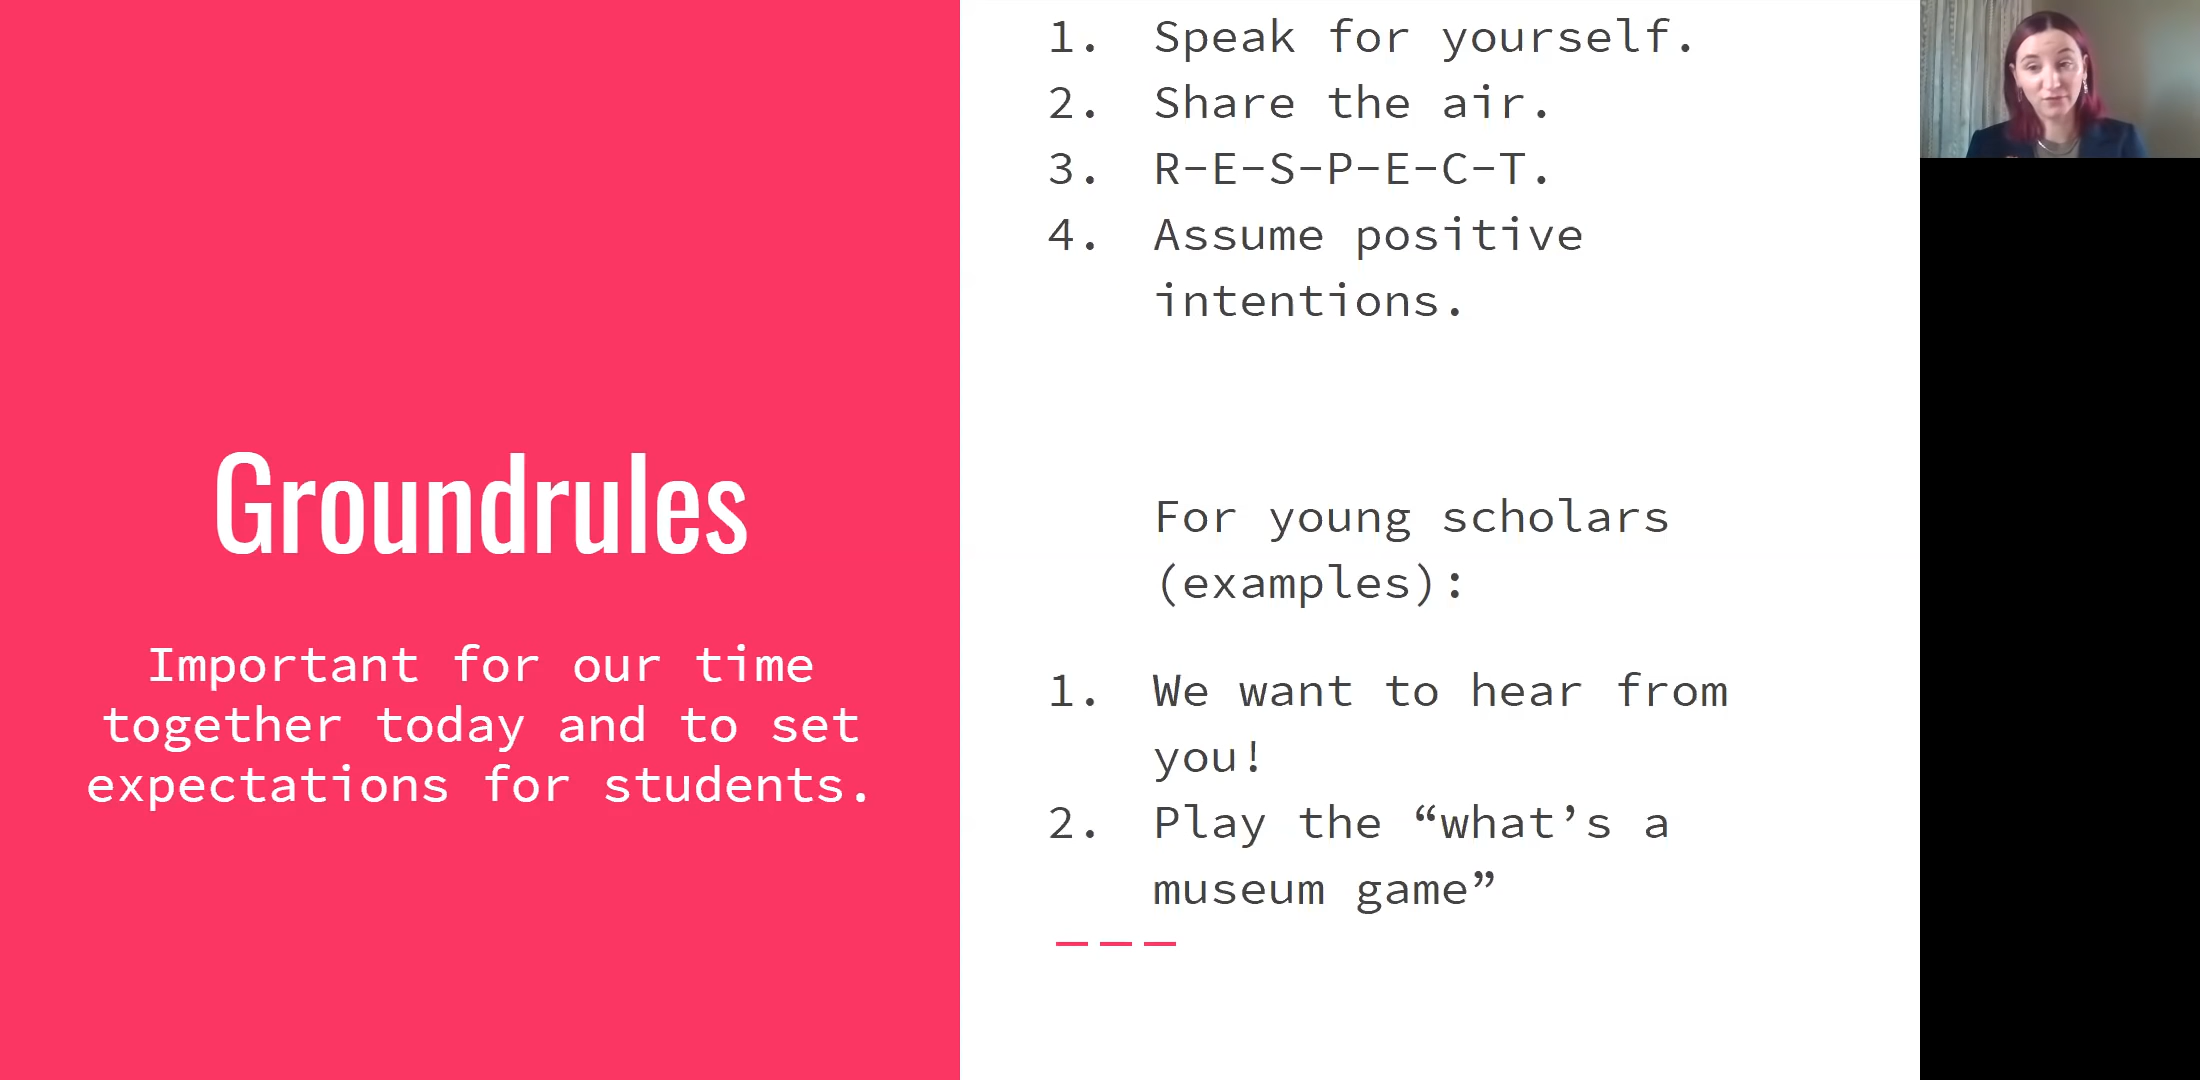 Groundrules
Important for our time
together today and to set
expectations for students.
1. Speak for yourself.
2. Share the air.
3. R-E-S-P-E-C-T.
4. Assume positive
intentions.
For young scholars
(examples):
1. We want to hear from
you!
2. Play the “what’s a
museum game”